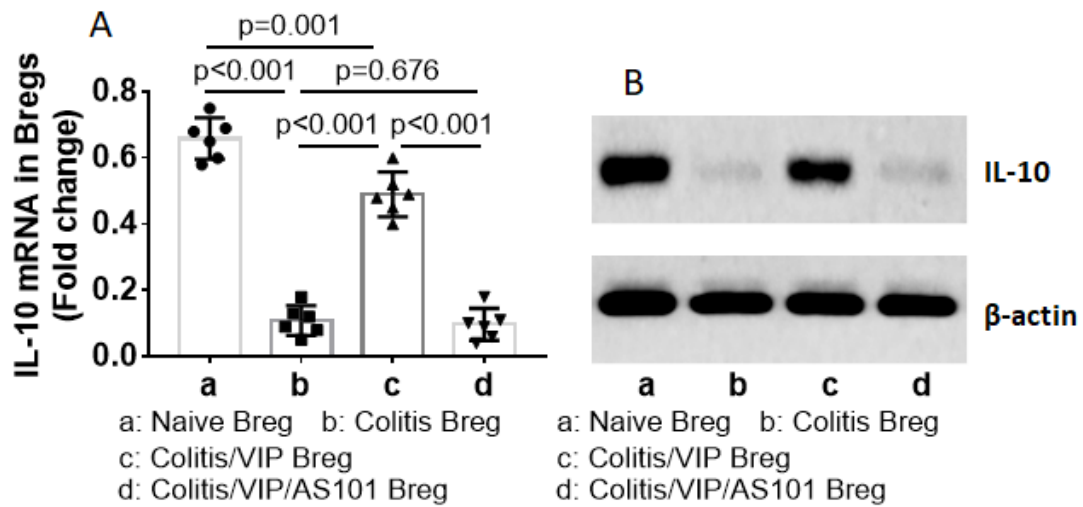 A
p=0.001
p<0.001 p=0.676
p<0.001 p<0.001
IL-10 mRNA in Bregs
(Fold change)
0.8
0.6
0.4
0.2
0.0
a b c d
a: Naive Breg b: Colitis Breg
c: Colitis/VIP Breg
d: Colitis/VIP/AS101 Breg
B
IL-10
β-actin
a b c d
a: Naive Breg b: Colitis Breg
c: Colitis/VIP Breg
d: Colitis/VIP/AS101 Breg